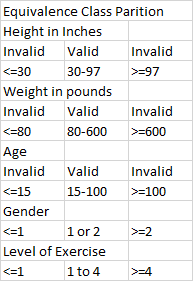 Equivalence Class Parition
Height in Inches
Invalid Valid Invalid
<=30 30-97 >=97
Weight in pounds
Invalid Valid Invalid
<=80 80-600 >=600
Age
Invalid Valid Invalid
<=15 15-100 >=100
Gender
<=1 1 or 2 >=2
Level of Exercise
<=1 1 to 4 >=4